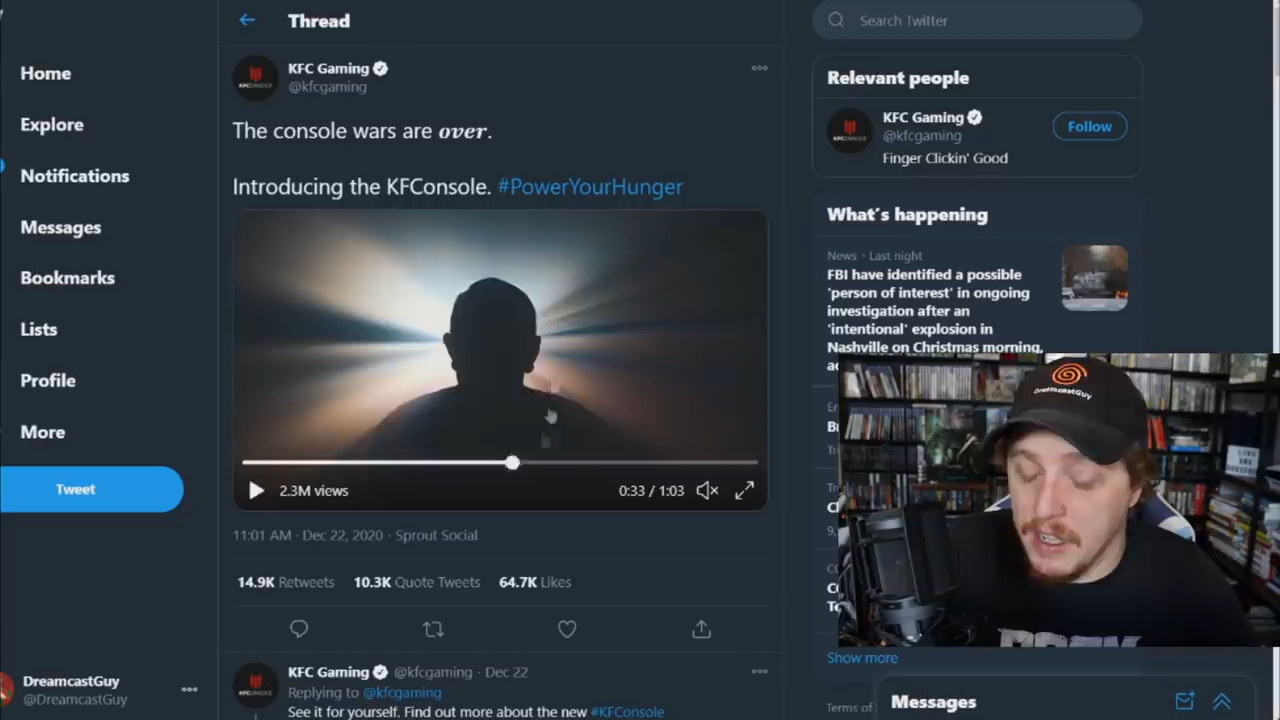 Home
Explore
Notifications
Messages
Bookmarks
Lists
Profile
More
Tweet
DreamcastGuy
@DreamcastGuy
Thread
KFC Gaming
@kfcgaming
The console wars are over.
Introducing the KFConsole. #PowerYourHunger
2.3M views
0:33 / 1:03
11:01 AM · Dec 22, 2020 · Sprout Social
14.9K Retweets 10.3K Quote Tweets 64.7K Likes
KFC Gaming @kfcgaming · Dec 22
Replying to @kfcgaming
See it for yourself. Find out more about the new #KFConsole
Search Twitter
Relevant people
KFC Gaming
@kfcgaming
Follow
Finger Clickin' Good
What's happening
News · Last night
FBI have identified a possible
'person of interest' in ongoing
investigation after an
'intentional' explosion in
Nashville on Christmas morning,
DreamcastGuy
Show more
Terms of
Messages